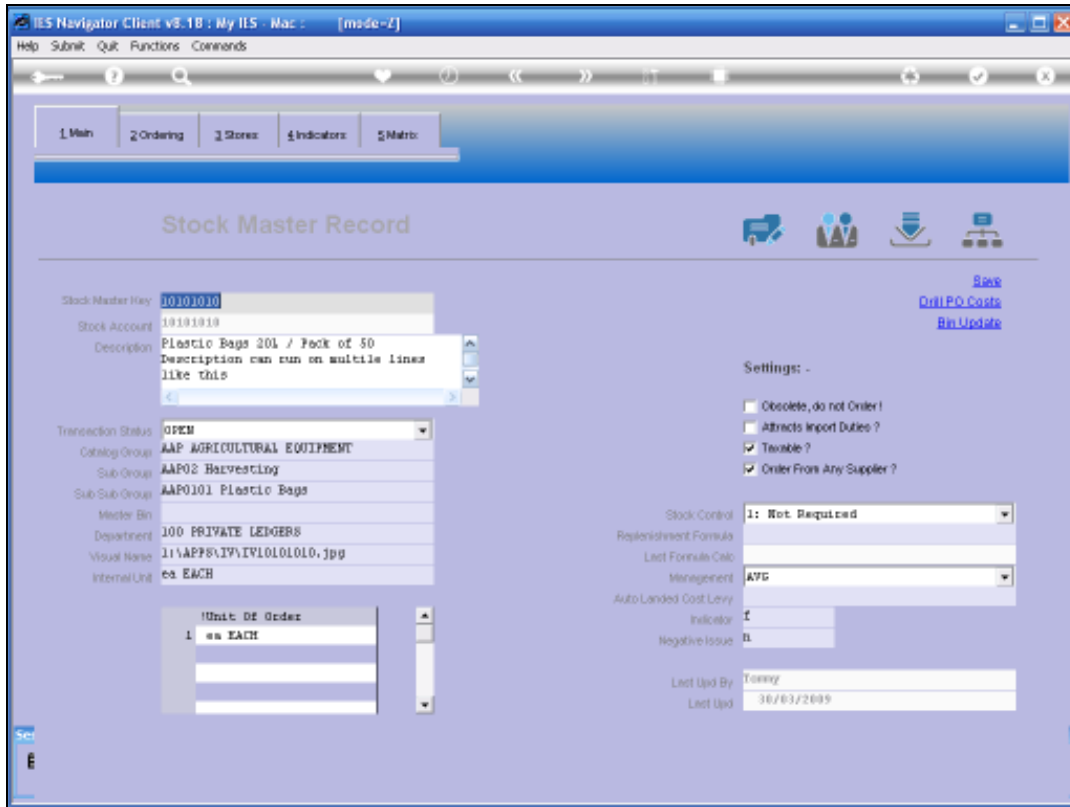 IES Navigator Client v8.18 : My IES - Mac : [mode=Z]
Help Submit Quit Functions Commands
1 Main 2 Ordering 3 Stores 4 Indicators 5 Matrix
Stock Master Record
Save
Drill PO Costs
Bin Update
Stock Master Key 10101010
Stock Account 10101010
Description Plastic Bags 20L / Pack of 50
Description can run on multile lines
like this
Transaction Status OPEN
Catalog Group AAP AGRICULTURAL EQUIPMENT
Sub Group AAP02 Harvesting
Sub Sub Group AAP0101 Plastic Bags
Master Bin
Department 100 PRIVATE LEDGERS
Visual Name 1:\APPS\IV\IV10101010.jpg
Internal Unit ea EACH
!Unit Of Order
1 ea EACH
Settings: -
Obsolete, do not Order !
Attracts Import Duties ?
Taxable ?
Order From Any Supplier ?
Stock Control 1: Not Required
Replenishment Formula
Last Formula Calc
Management AVG
Auto Landed Cost Levy
Indicator f
Negative Issue n
Last Upd By Tommy
Last Upd 30/03/2009